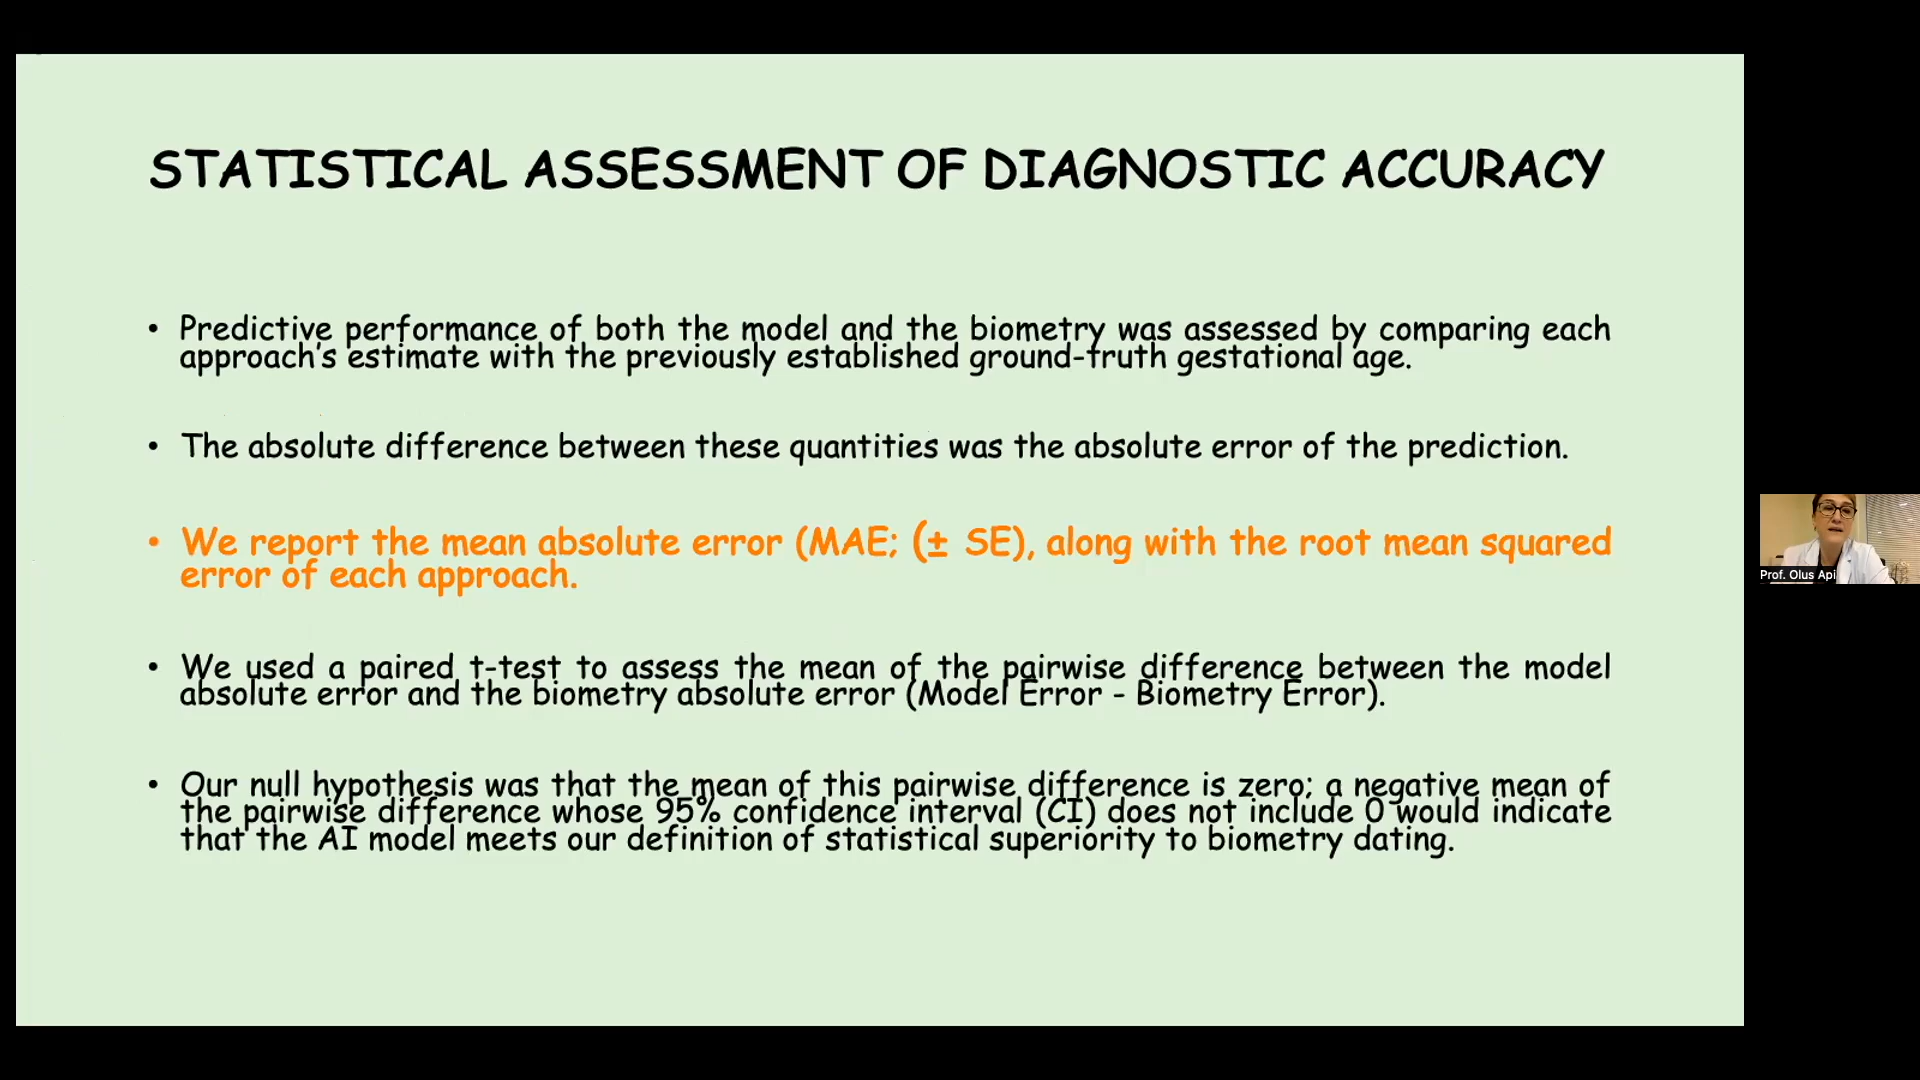 STATISTICAL ASSESSMENT OF DIAGNOSTIC ACCURACY
• Predictive performance of both the model and the biometry was assessed by comparing each
approach's estimate with the previously established ground-truth gestational age.
• The absolute difference between these quantities was the absolute error of the prediction.
• We report the mean absolute error (MAE; (± SE), along with the root mean squared
error of each approach.
• We used a paired t-test to assess the mean of the pairwise difference between the model
absolute error and the biometry absolute error (Model Error - Biometry Error).
• Our null hypothesis was that the mean of this pairwise difference is zero; a negative mean of
the pairwise difference whose 95% confidence interval (CI) does not include 0 would indicate
that the AI model meets our definition of statistical superiority to biometry dating.
Prof. Olus Api